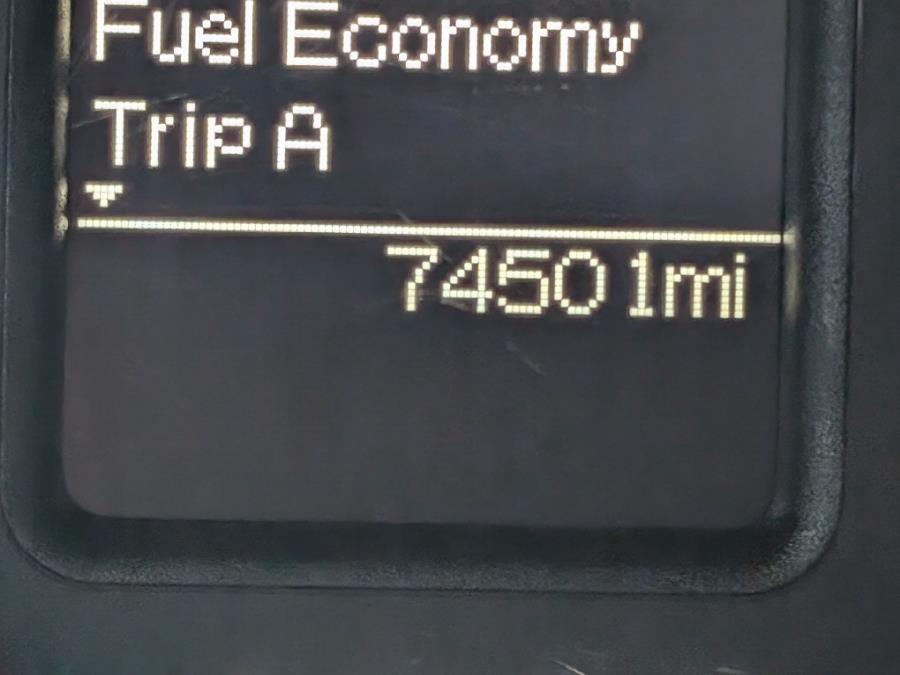 Fuel Economy
Trip A
74501mi